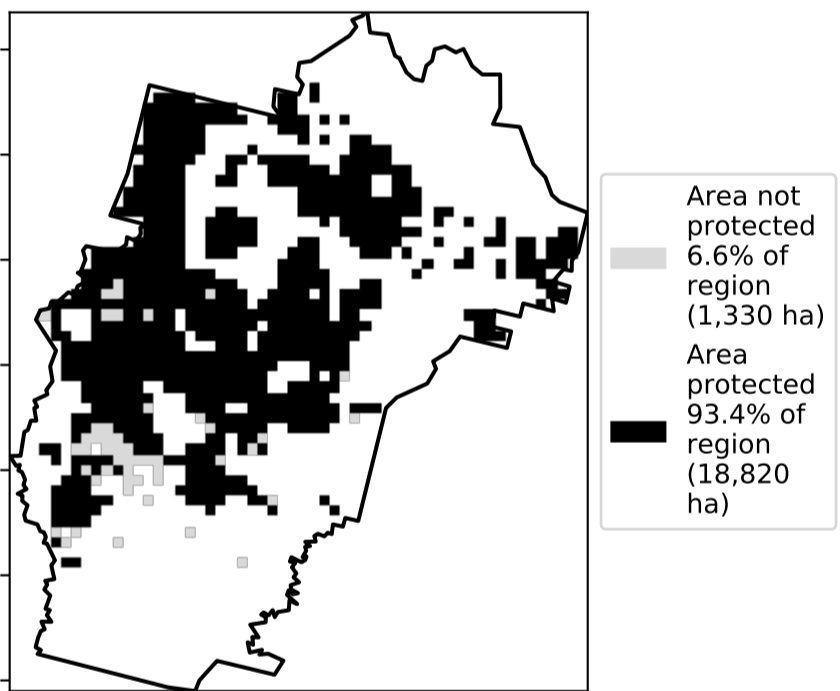 Area not
protected
6.6% of
region
(1,330 ha)
Area
protected
93.4% of
region
(18,820
ha)